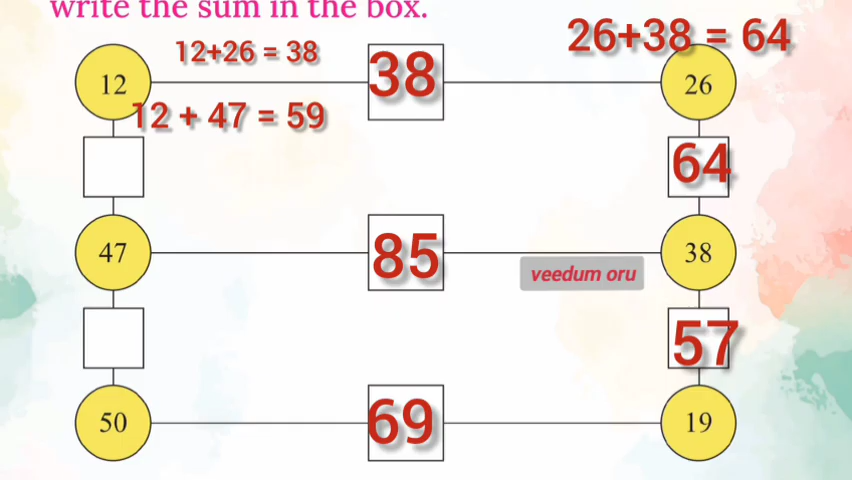 write the sum in the box.
12+26 = 38
26+38 = 64
12 38 26
12 + 47 = 59
64
47 85 38
veedum oru
57
50 69 19